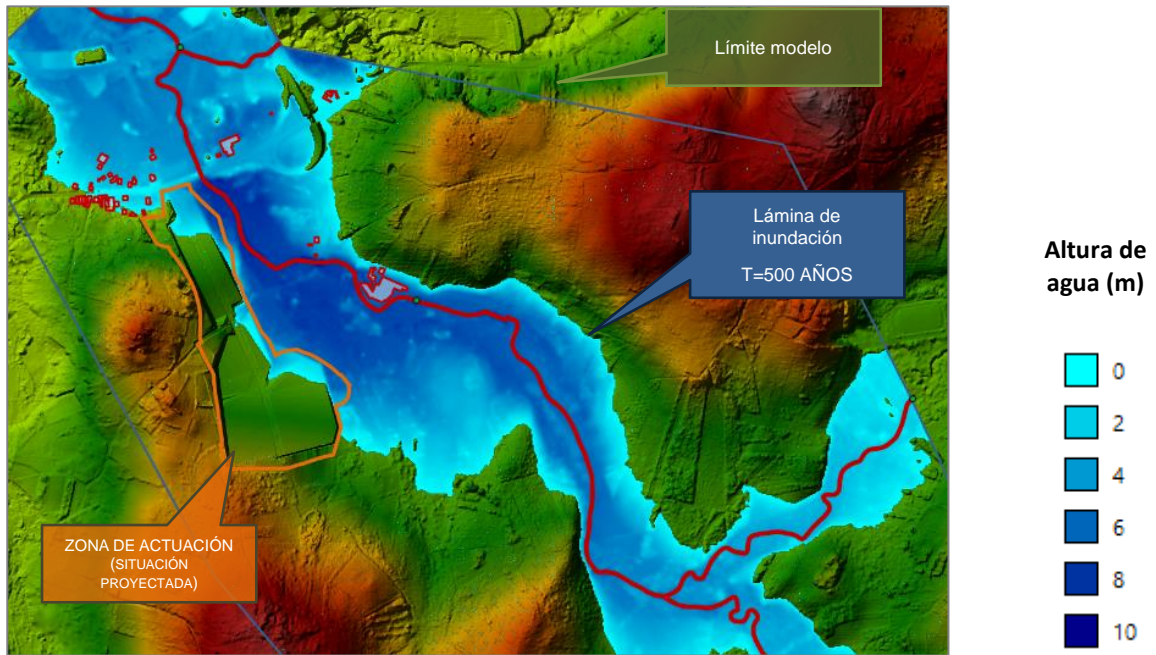 Límite modelo
Lámina de
inundación
T=500 AÑOS
ZONA DE ACTUACIÓN
(SITUACIÓN
PROYECTADA)
Altura de
agua (m)
0
2
4
6
8
10